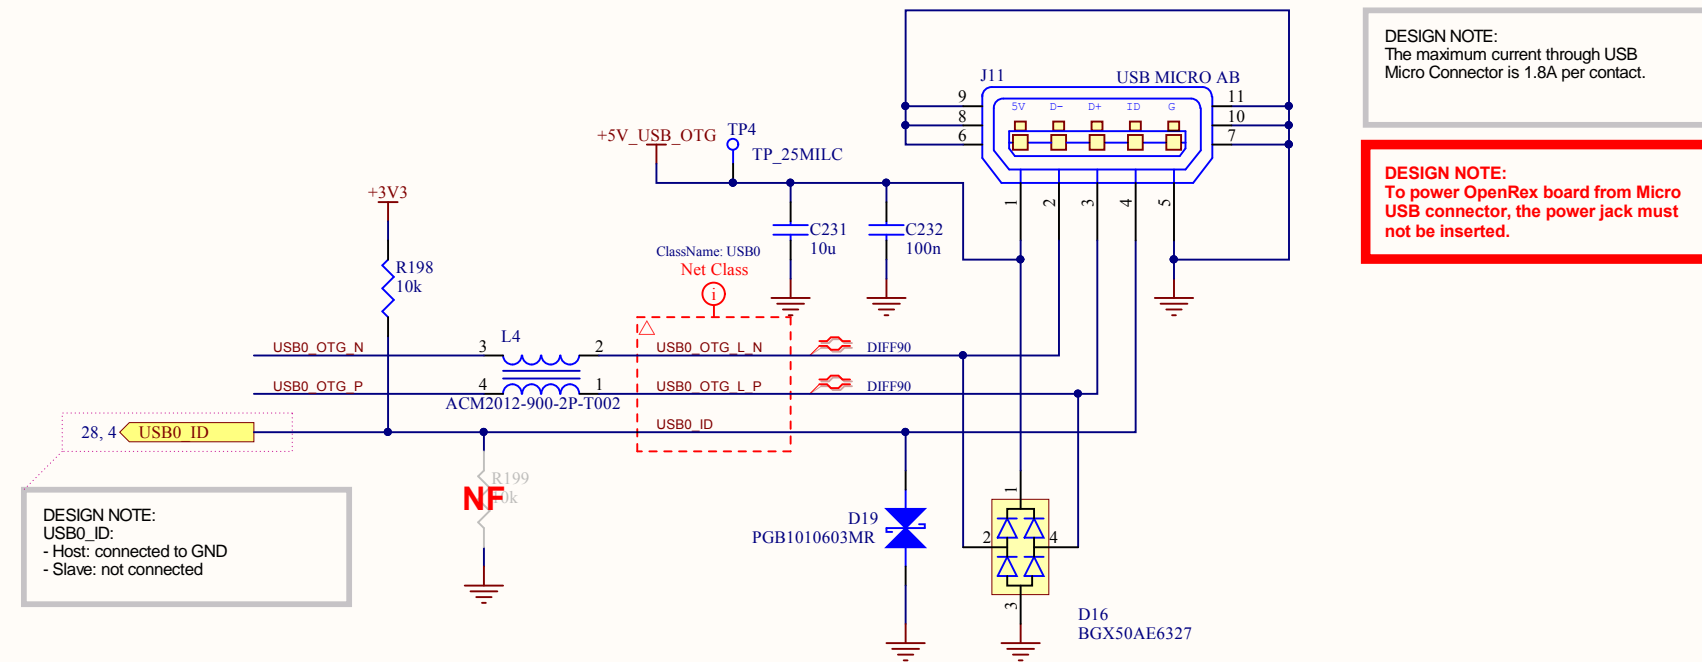 DESIGN NOTE:
The maximum current through USB
Micro Connector is 1.8A per contact.
J11
USB MICRO AB
5V D- D+ ID G
9
8
6
11
10
7
1
2
3
4
5
DESIGN NOTE:
To power OpenRex board from Micro
USB connector, the power jack must
not be inserted.
+5V_USB_OTG
TP4
TP_25MILC
+3V3
R198
10k
C231
10u
C232
100n
ClassName: USB0
Net Class
i
L4
USB0_OTG_N
3
2
USB0_OTG_L_N
DIFF90
USB0_OTG_P
4
1
USB0_OTG_L_P
DIFF90
ACM2012-900-2P-T002
28, 4
USB0_ID
USB0_ID
R199
10k
NF
DESIGN NOTE:
USB0_ID:
- Host: connected to GND
- Slave: not connected
D19
PGB1010603MR
1
2
4
3
D16
BGX50AE6327